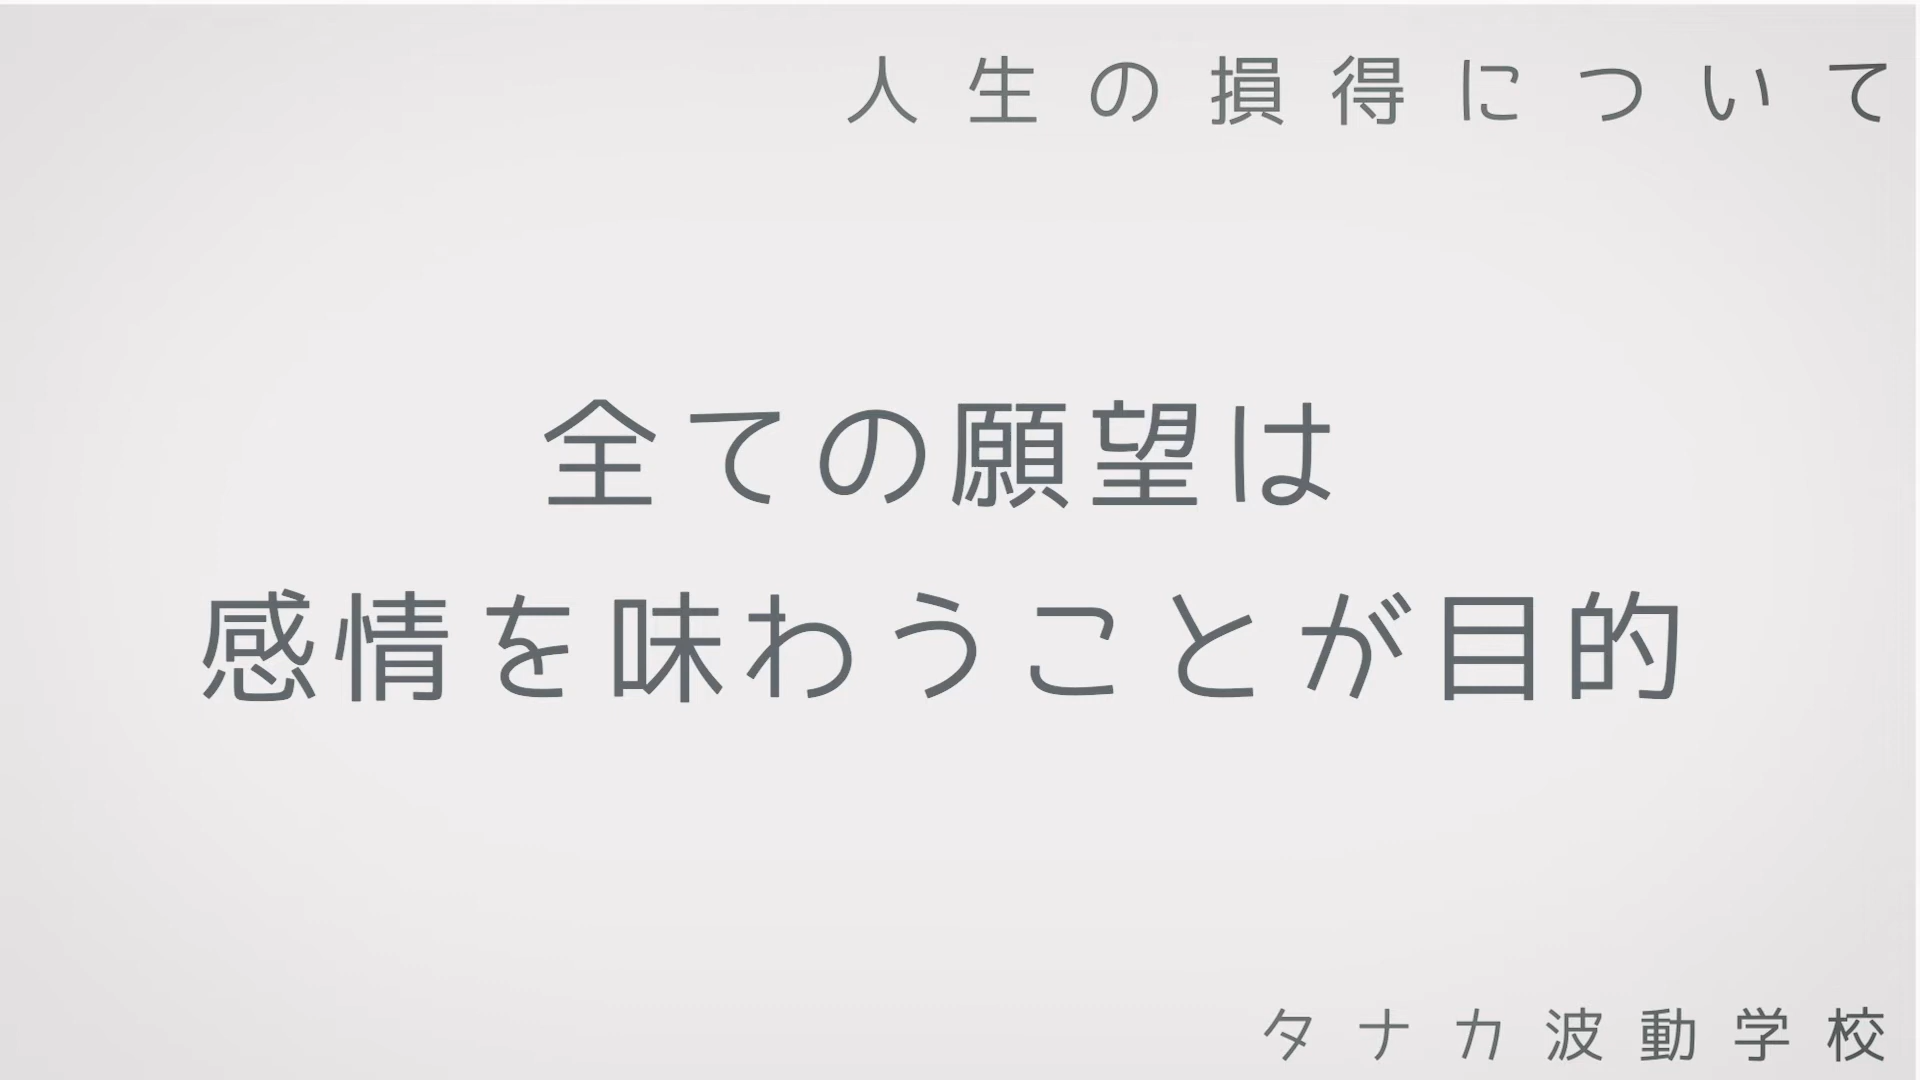 人生の損得について
全ての願望は
感情を味わうことが目的
タナカ波動学校